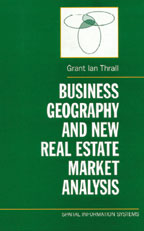 Grant Ian Thrall
BUSINESS
GEOGRAPHY
AND NEW
REAL ESTATE
MARKET
ANALYSIS
SPATIAL INFORMATION SYSTEMS